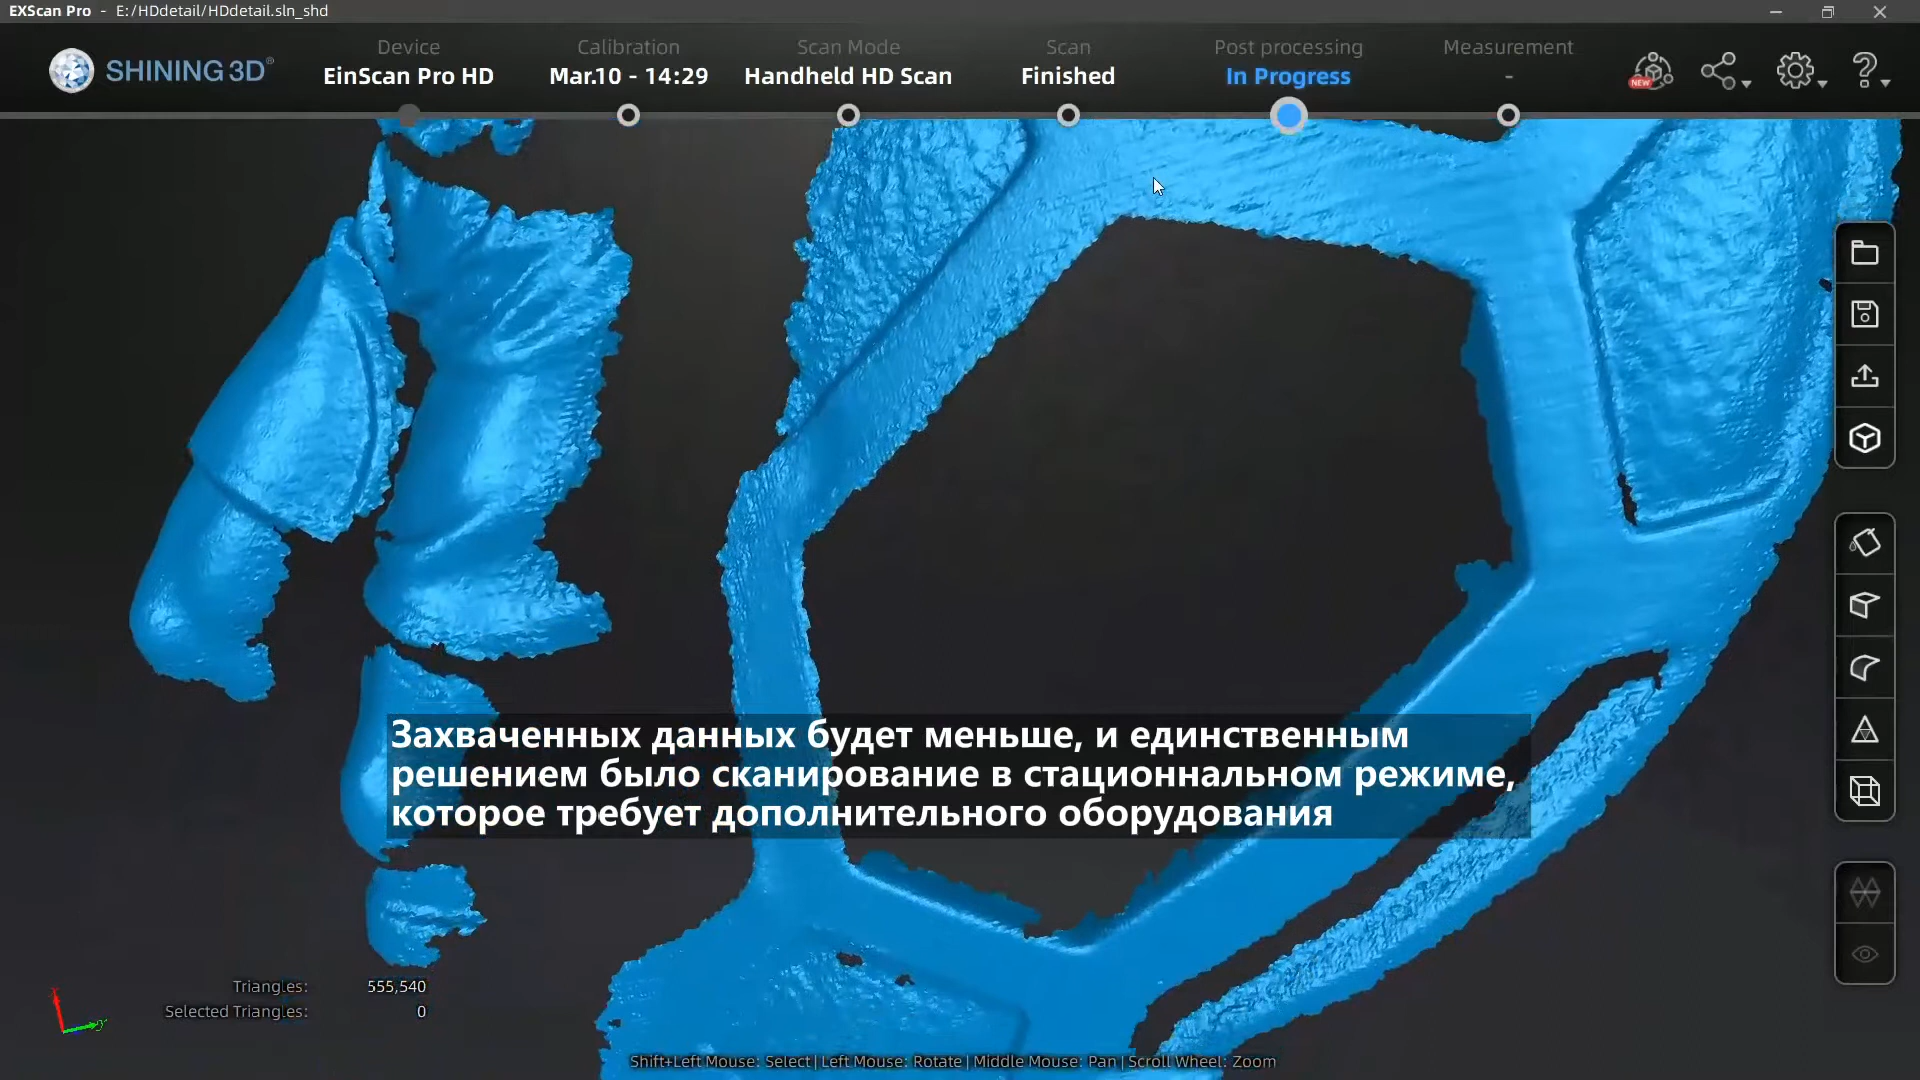 EXScan Pro - E:/HDdetail/HDdetail.sln_shd
SHINING 3D®
Device
EinScan Pro HD
Calibration
Mar.10 - 14:29
Scan Mode
Handheld HD Scan
Scan
Finished
Post processing
In Progress
Measurement
-
NEW
Захваченных данных будет меньше, и единственным
решением было сканирование в стационнальном режиме,
которое требует дополнительного оборудования
Triangles: 555,540
Selected Triangles: 0
X
Y
Shift+Left Mouse: Select | Left Mouse: Rotate | Middle Mouse: Pan | Scroll Wheel: Zoom